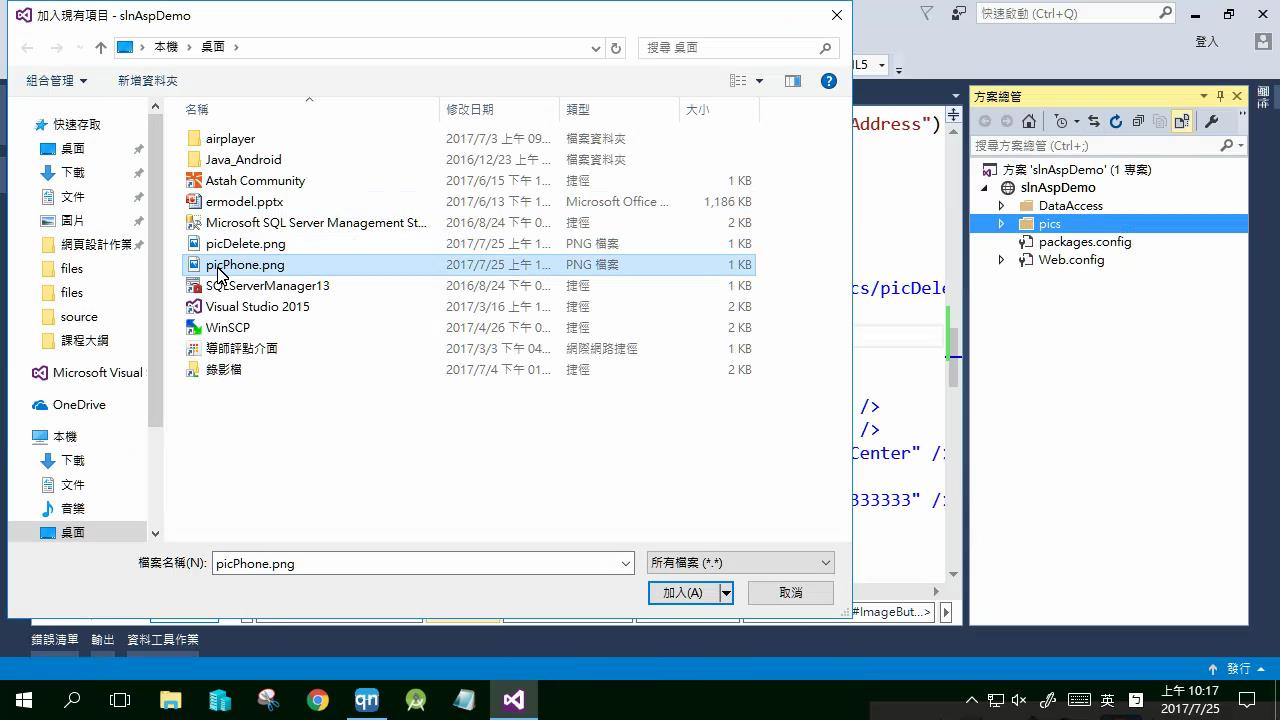 加入現有項目 - slnAspDemo
本機
桌面
搜尋 桌面
組合管理
新增資料夾
名稱
修改日期
類型
大小
快速存取
桌面
下載
文件
圖片
網頁設計作業
files
files
source
課程大綱
Microsoft Visual
OneDrive
本機
下載
文件
音樂
桌面
airplayer 2017/7/3 上午 09... 檔案資料夾
Java_Android 2016/12/23 上午 ... 檔案資料夾
Astah Community 2017/6/15 下午 1... 捷徑 1 KB
ermodel.pptx 2017/6/13 下午 1... Microsoft Office ... 1,186 KB
Microsoft SQL Server Management St... 2016/8/24 下午 0... 捷徑 2 KB
picDelete.png 2017/7/25 上午 1... PNG 檔案 1 KB
picPhone.png 2017/7/25 上午 1... PNG 檔案 1 KB
SQLServerManager13 2016/8/24 下午 0... 捷徑 1 KB
Visual Studio 2015 2017/3/16 上午 1... 捷徑 2 KB
WinSCP 2017/4/26 下午 0... 捷徑 2 KB
導師評點介面 2017/3/3 下午 04... 網際網路捷徑 1 KB
錄影檔 2017/7/4 下午 01... 捷徑 2 KB
檔案名稱(N): picPhone.png
所有檔案 (*.*)
加入(A)
取消
快速啟動 (Ctrl+Q)
登入
L5
Address")
cs/picDel
/>
/>
Center" /
333333" /
#ImageBut...>
方案總管
搜尋方案總管 (Ctrl+;)
方案 'slnAspDemo' (1 專案)
slnAspDemo
DataAccess
pics
packages.config
Web.config
錯誤清單
輸出
資料工具作業
發行
qn
英
上午 10:17
2017/7/25